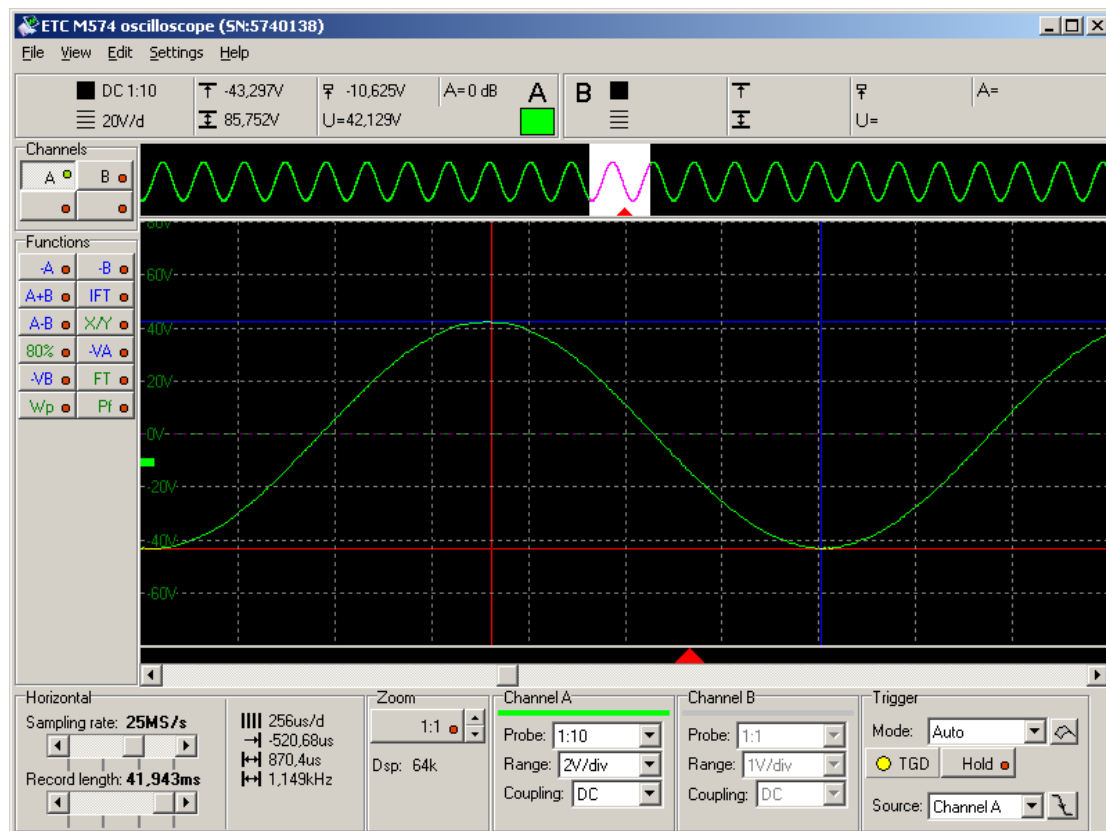 ETC M574 oscilloscope (SN:5740138)
File View Edit Settings Help
DC 1:10 -43,297V -10,625V A=0 dB A B A=
20V/d 85,752V U=42,129V U=
Channels
A B
Functions
-A -B
A+B IFT
A-B X/Y
80% -VA
-VB FT
Wp Pf
80V
60V
40V
20V
0V
-20V
-40V
-60V
Horizontal
Sampling rate: 25MS/s
Record length: 41,943ms
256us/d
-520,68us
870,4us
1,149kHz
Zoom
1:1
Dsp: 64k
Channel A
Probe: 1:10
Range: 2V/div
Coupling: DC
Channel B
Probe: 1:1
Range: 1V/div
Coupling: DC
Trigger
Mode: Auto
TGD Hold
Source: Channel A